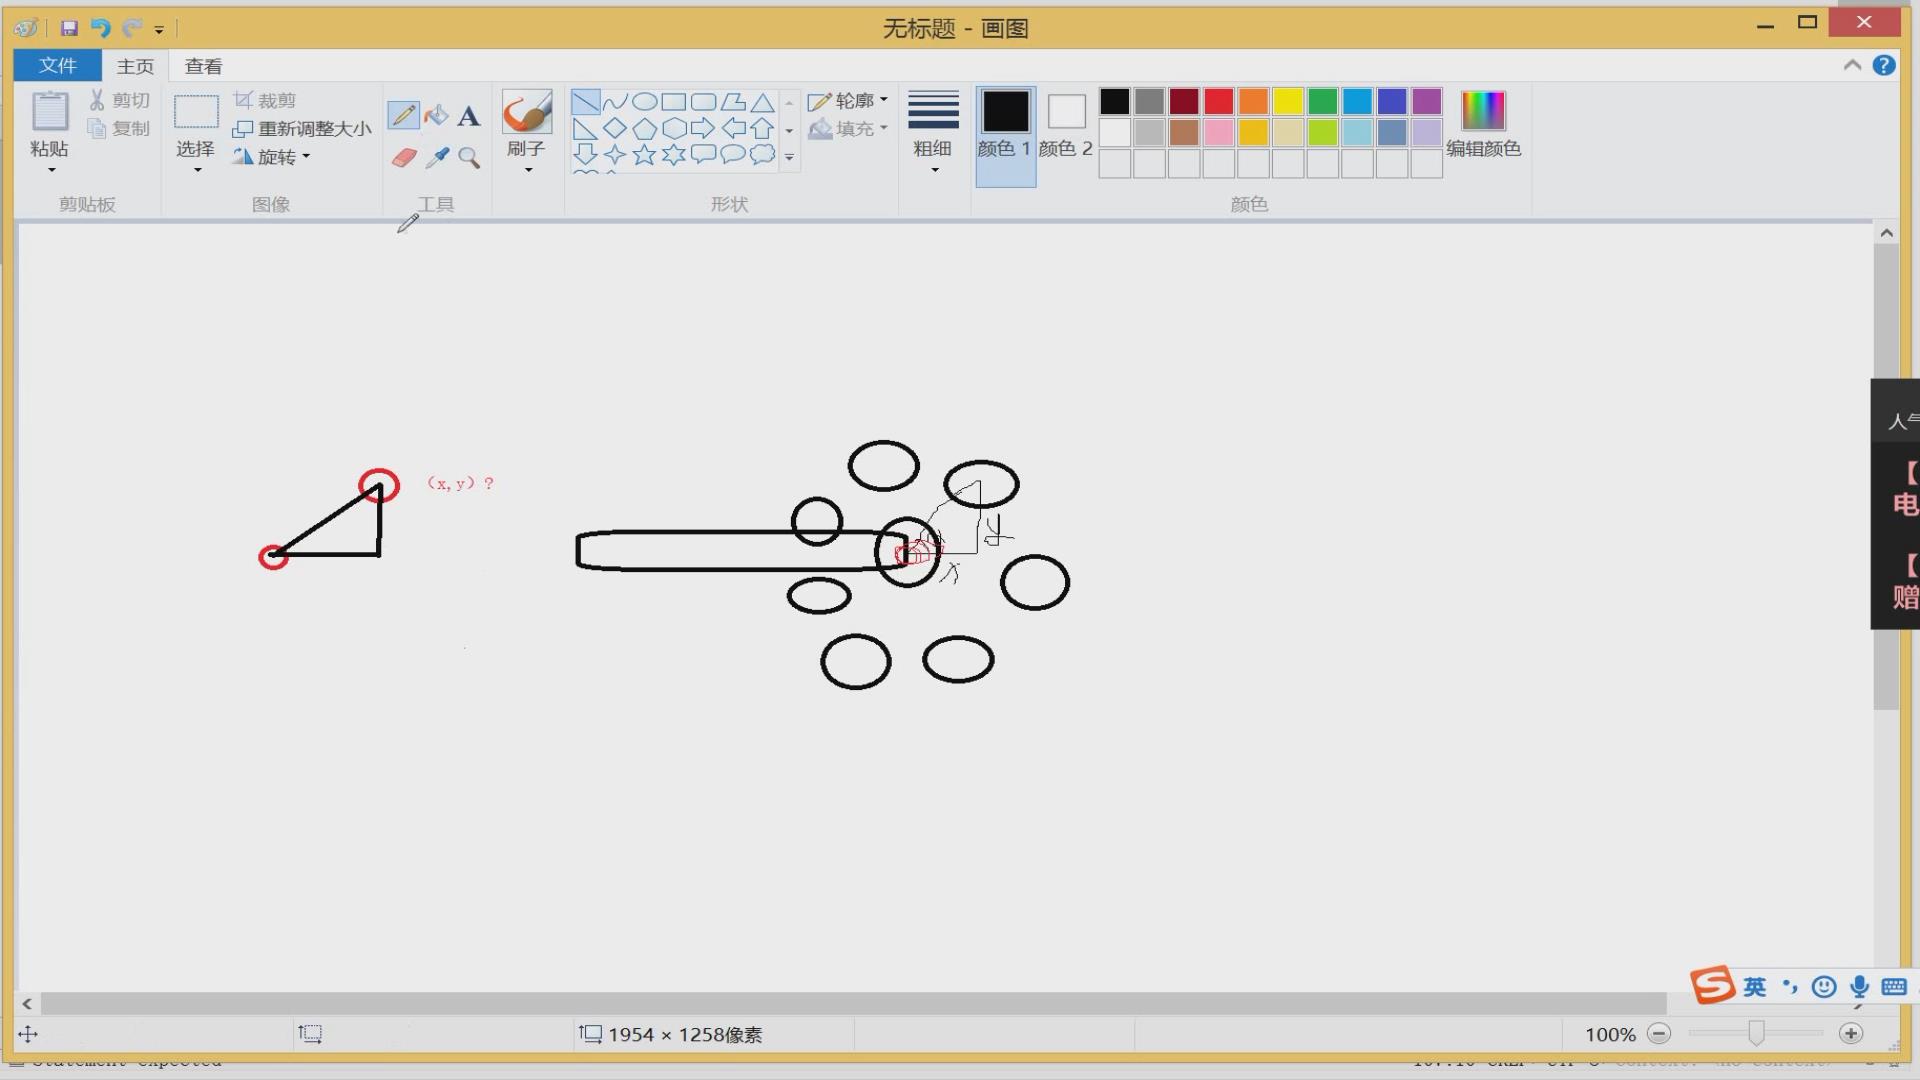 无标题 - 画图
文件 主页 查看
粘贴
剪切
复制
剪贴板
选择
裁剪
重新调整大小
旋转
图像
A
工具
刷子
形状
轮廓
填充
粗细
颜色 1
颜色 2
编辑颜色
颜色
(x,y)?
y
x
人气
【
电
【
赠
英
1954 × 1258像素
100%
Statement expected